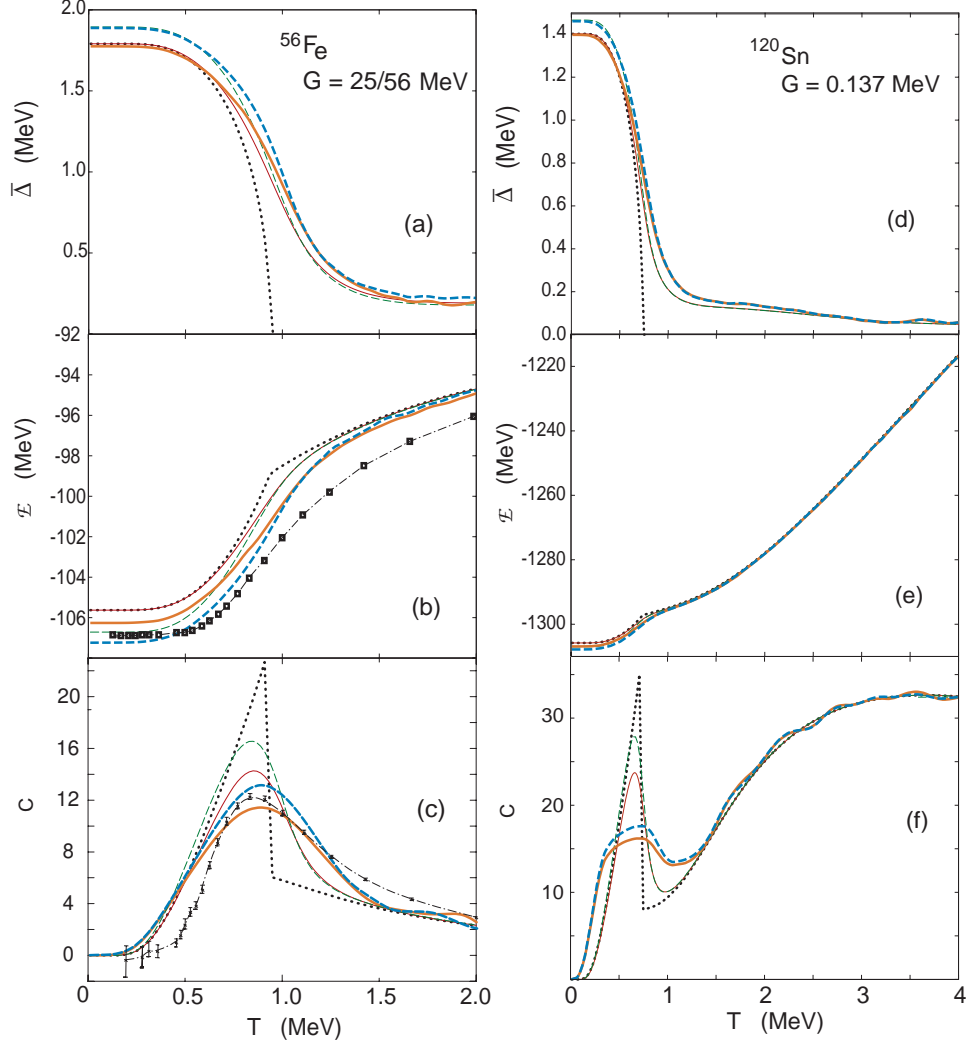 2.0
1.5
1.0
0.5
-92
Δ̅ (MeV)
⁵⁶Fe
G = 25/56 MeV
(a)
-92
-94
-96
-98
-100
-102
-104
-106
ℰ (MeV)
(b)
20
16
12
8
4
0
C
(c)
0 0.5 1.0 1.5 2.0
T (MeV)
1.6
1.4
1.2
1.0
0.8
0.6
0.4
0.2
0.0
Δ̅ (MeV)
¹²⁰Sn
G = 0.137 MeV
(d)
-1220
-1240
-1260
-1280
-1300
ℰ (MeV)
(e)
30
20
10
C
(f)
0 1 2 3 4
T (MeV)